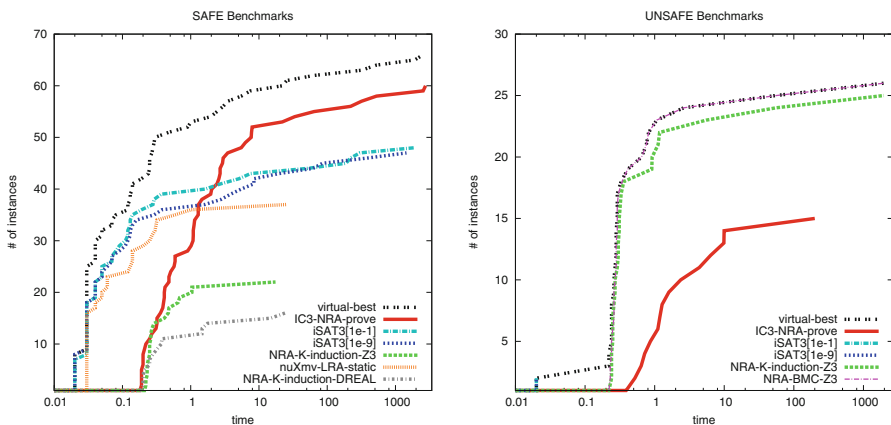 SAFE Benchmarks
70
60
50
40
30
20
10
# of instances
0.01 0.1 1 10 100 1000
time
virtual-best
IC3-NRA-prove
iSAT3[1e-1]
iSAT3[1e-9]
NRA-K-induction-Z3
nuXmv-LRA-static
NRA-K-induction-DREAL
UNSAFE Benchmarks
30
25
20
15
10
5
# of instances
0.01 0.1 1 10 100 1000
time
virtual-best
IC3-NRA-prove
iSAT3[1e-1]
iSAT3[1e-9]
NRA-K-induction-Z3
NRA-BMC-Z3